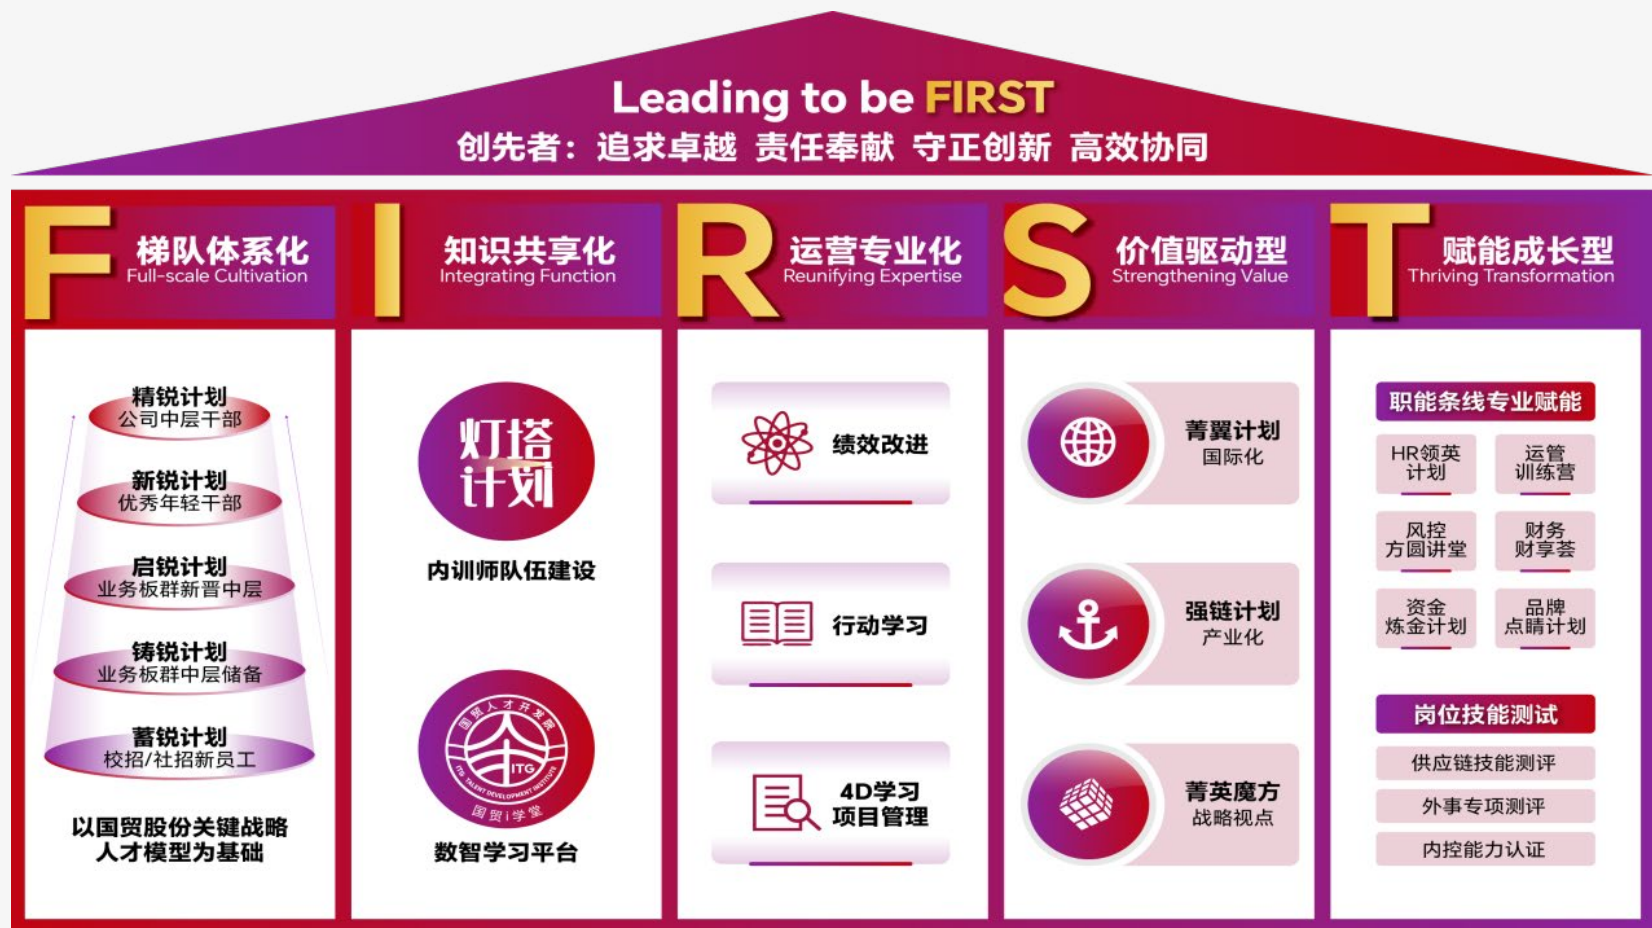 Leading to be FIRST
创先者：追求卓越 责任奉献 守正创新 高效协同
F
梯队体系化
Full-scale Cultivation
精锐计划
公司中层干部
新锐计划
优秀年轻干部
启锐计划
业务板群新晋中层
铸锐计划
业务板群中层储备
蓄锐计划
校招/社招新员工
以国贸股份关键战略
人才模型为基础
I
知识共享化
Integrating Function
灯塔
计划
内训师队伍建设
国贸人才开发院
ITG
ITG TALENT DEVELOPMENT INSTITUTE
国贸i学堂
数智学习平台
R
运营专业化
Reunifying Expertise
绩效改进
行动学习
4D学习
项目管理
S
价值驱动型
Strengthening Value
菁翼计划
国际化
强链计划
产业化
菁英魔方
战略视点
T
赋能成长型
Thriving Transformation
职能条线专业赋能
HR领英
计划
运管
训练营
风控
方圆讲堂
财务
财享荟
资金
炼金计划
品牌
点睛计划
岗位技能测试
供应链技能测评
外事专项测评
内控能力认证